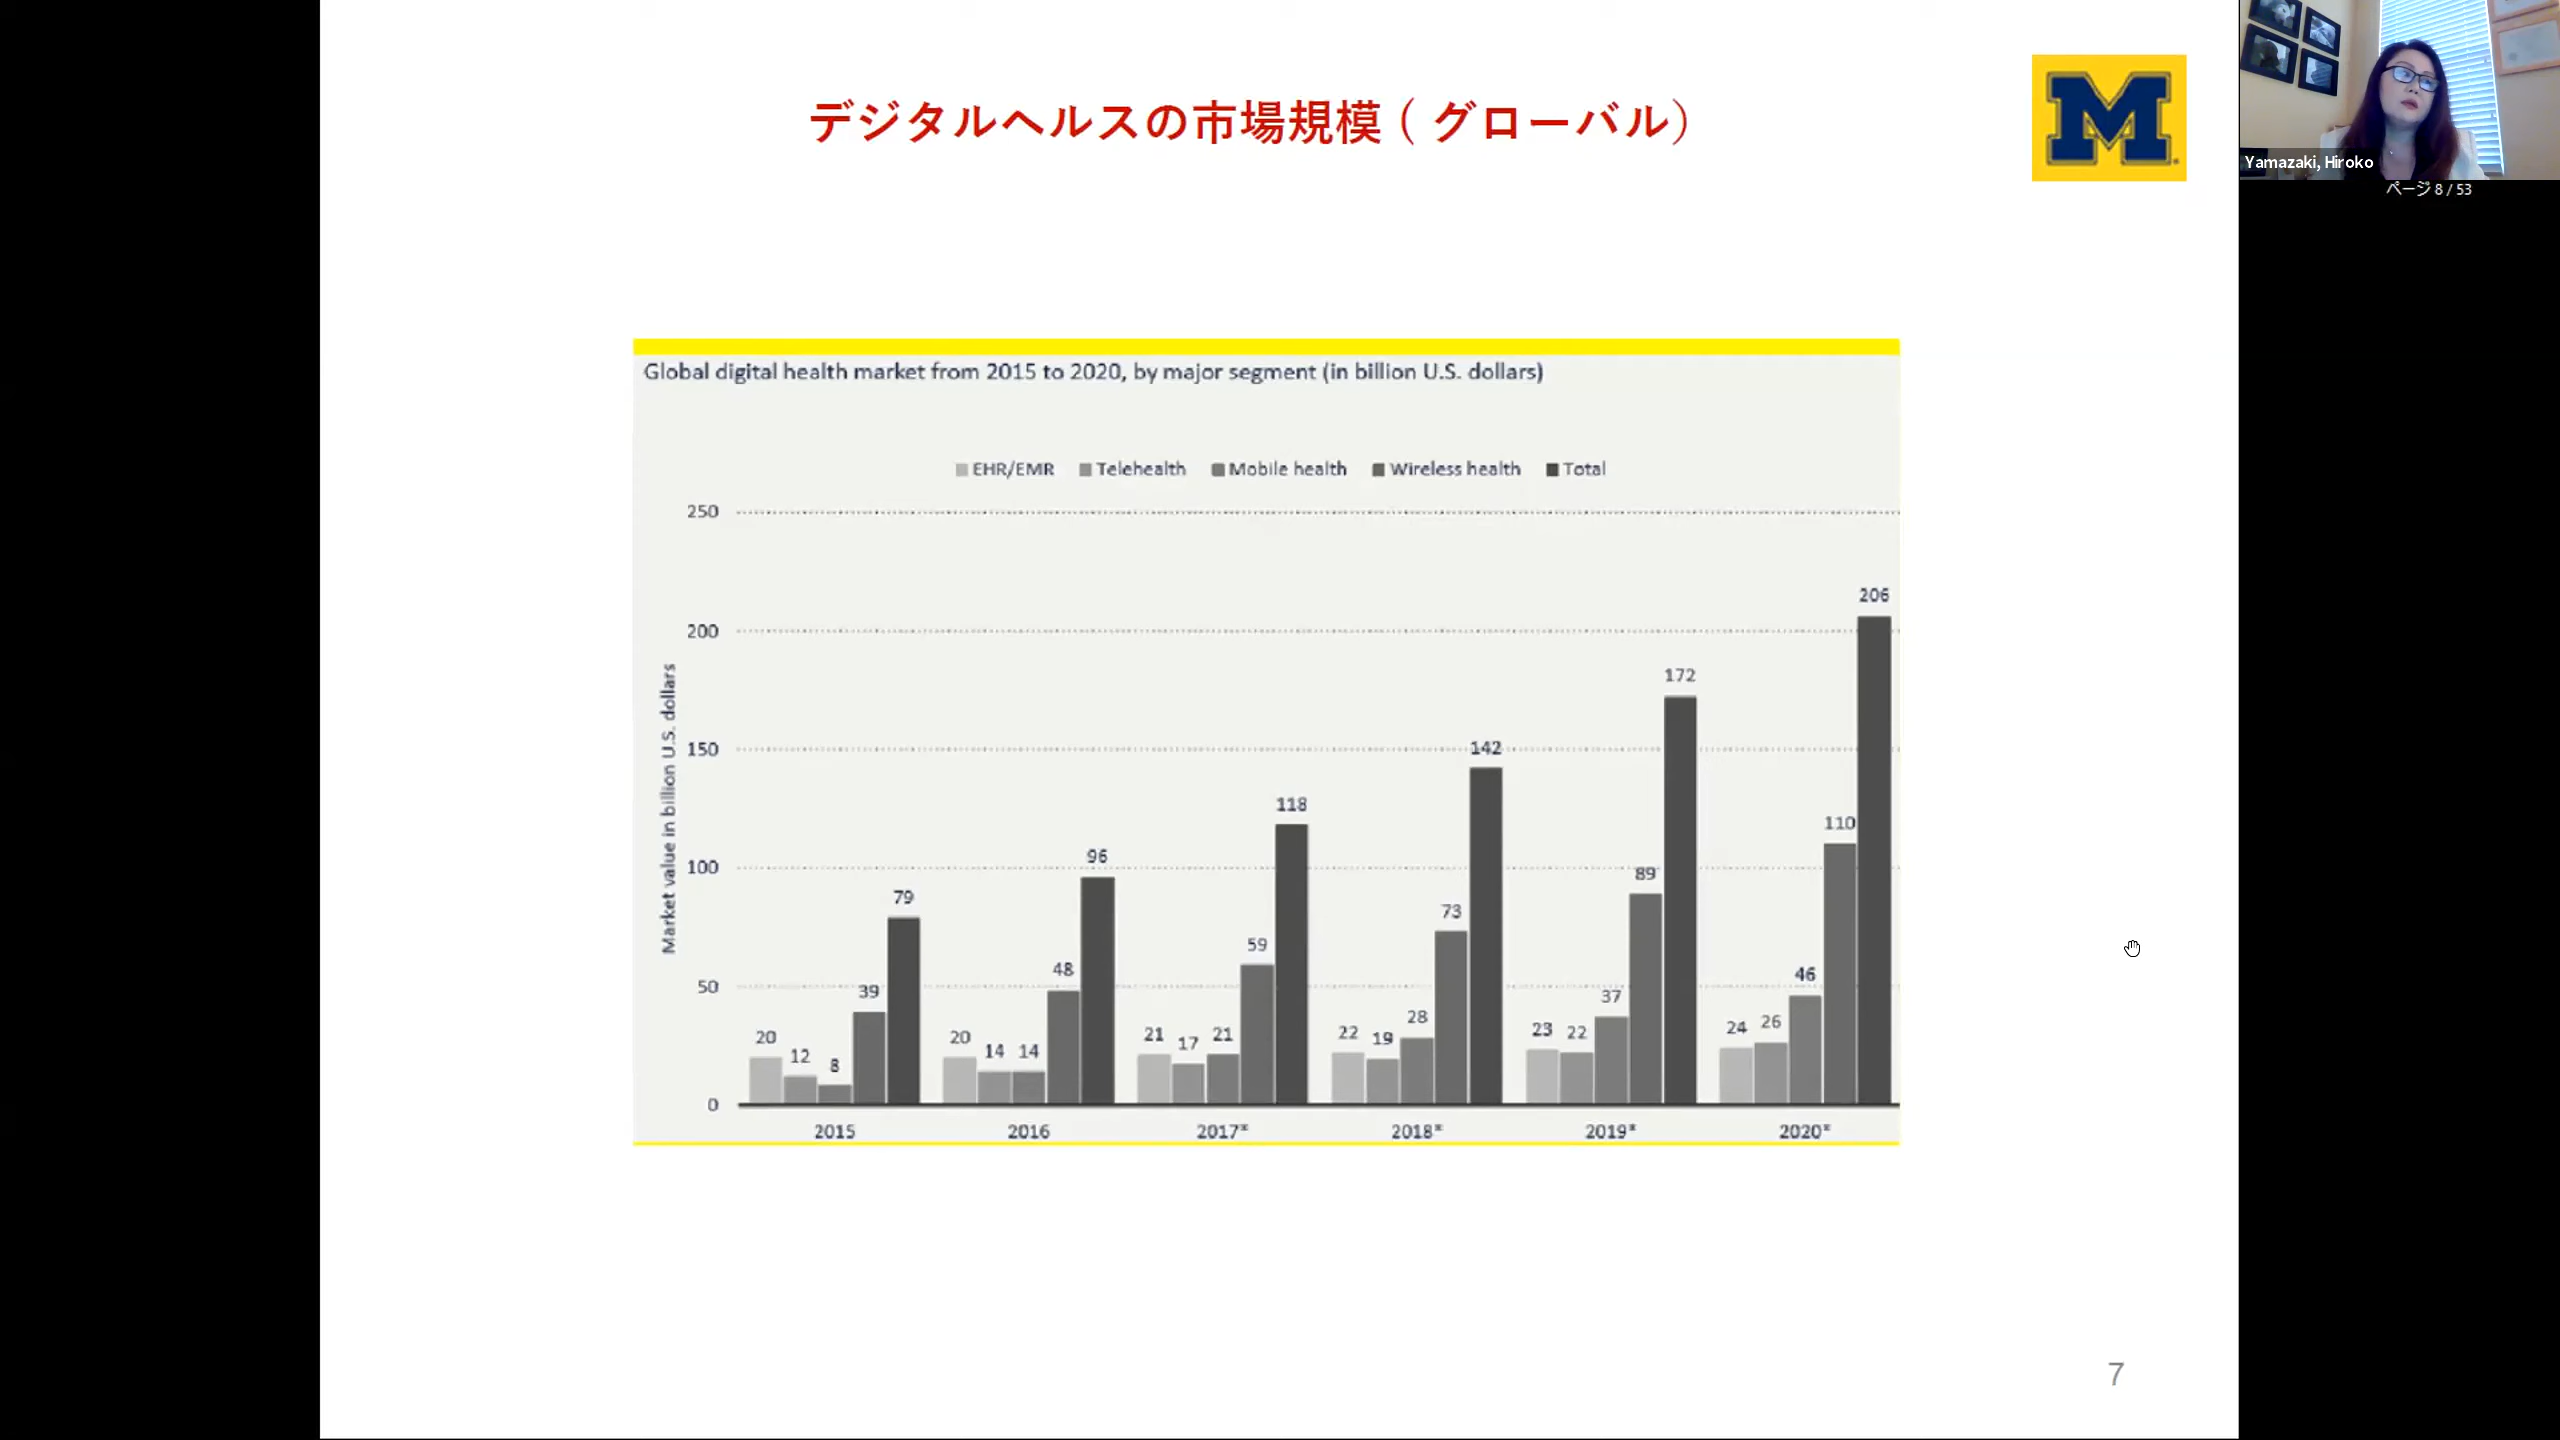 デジタルヘルスの市場規模 ( グローバル)
M
Yamazaki, Hiroko
ページ 8 / 53
Global digital health market from 2015 to 2020, by major segment (in billion U.S. dollars)
EHR/EMR Telehealth Mobile health Wireless health Total
Market value in billion U.S. dollars
250
200
150
100
50
0
20 12 8 39 79
20 14 14 48 96
21 17 21 59 118
22 19 28 73 142
23 22 37 89 172
24 26 46 110 206
2015 2016 2017* 2018* 2019* 2020*
7